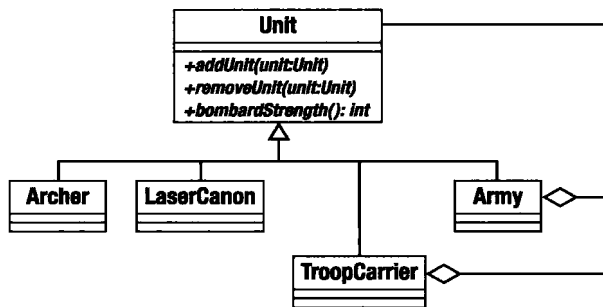 Unit
+addUnit(unit:Unit)
+removeUnit(unit:Unit)
+bombardStrength(): int
Archer
LaserCanon
Army
TroopCarrier